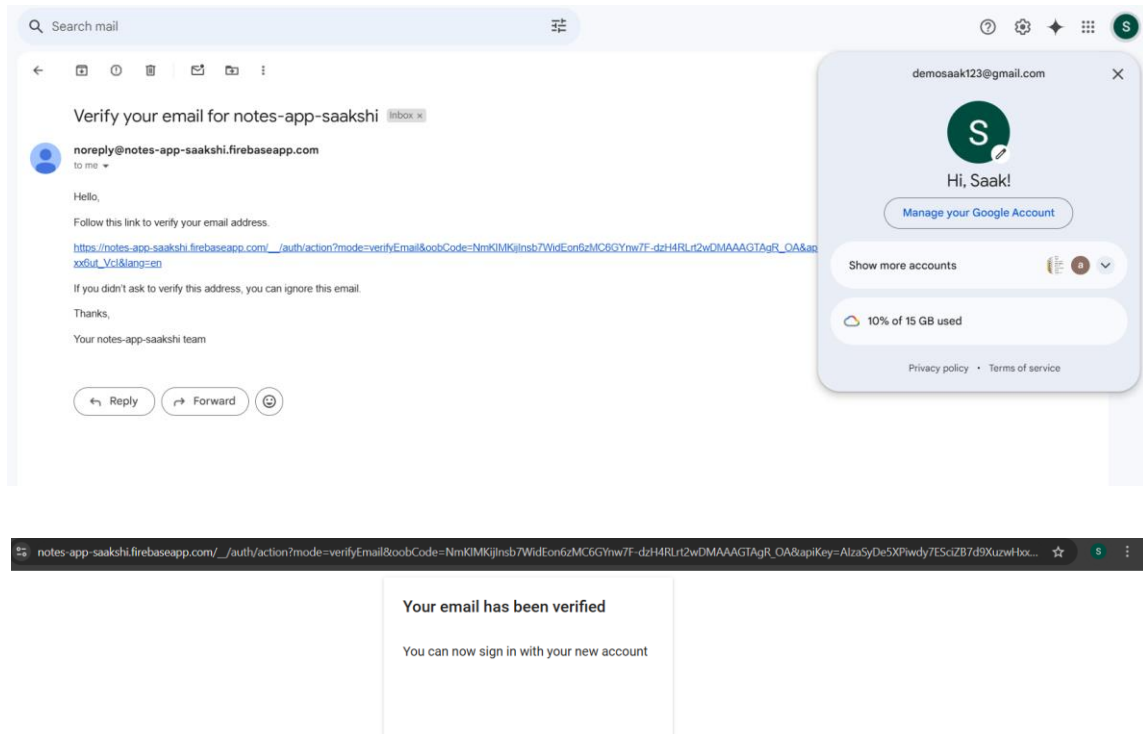 Search mail
S
demosaak123@gmail.com
Verify your email for notes-app-saakshi Inbox x
noreply@notes-app-saakshi.firebaseapp.com
to me
Hello,
Follow this link to verify your email address.
https://notes-app-saakshi.firebaseapp.com/__/auth/action?mode=verifyEmail&oobCode=NmKlMKijInsb7WidEon6zMC6GYnw7F-dzH4RLrt2wDMAAAGTAgR_OA&ap
xx6ut_VcI&lang=en
If you didn't ask to verify this address, you can ignore this email.
Thanks,
Your notes-app-saakshi team
Reply
Forward
S
Hi, Saak!
Manage your Google Account
Show more accounts
a
10% of 15 GB used
Privacy policy • Terms of service
notes-app-saakshi.firebaseapp.com/__/auth/action?mode=verifyEmail&oobCode=NmKlMKijInsb7WidEon6zMC6GYnw7F-dzH4RLrt2wDMAAAGTAgR_OA&apiKey=AIzaSyDe5XPiwdy7ESciZB7d9XuzwHxx...
S
Your email has been verified
You can now sign in with your new account